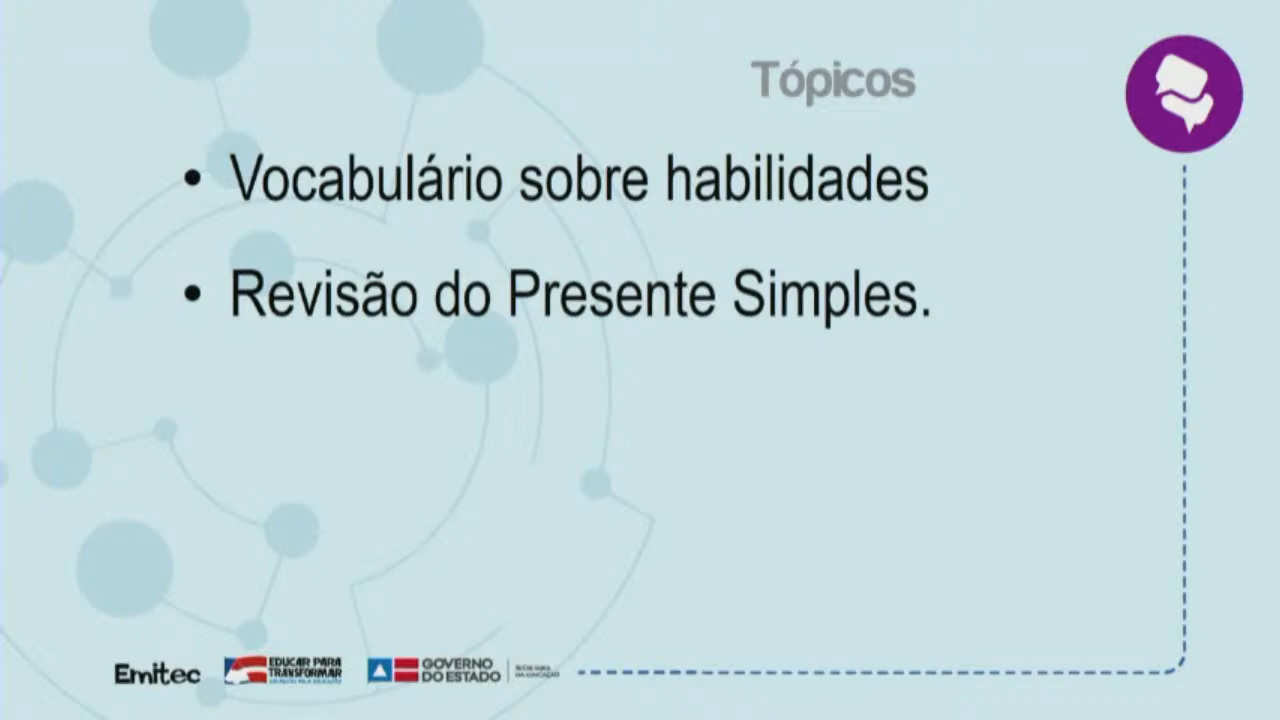 Tópicos
• Vocabulário sobre habilidades
• Revisão do Presente Simples.
Emitec
EDUCAR PARA
TRANSFORMAR
GOVERNO
DO ESTADO